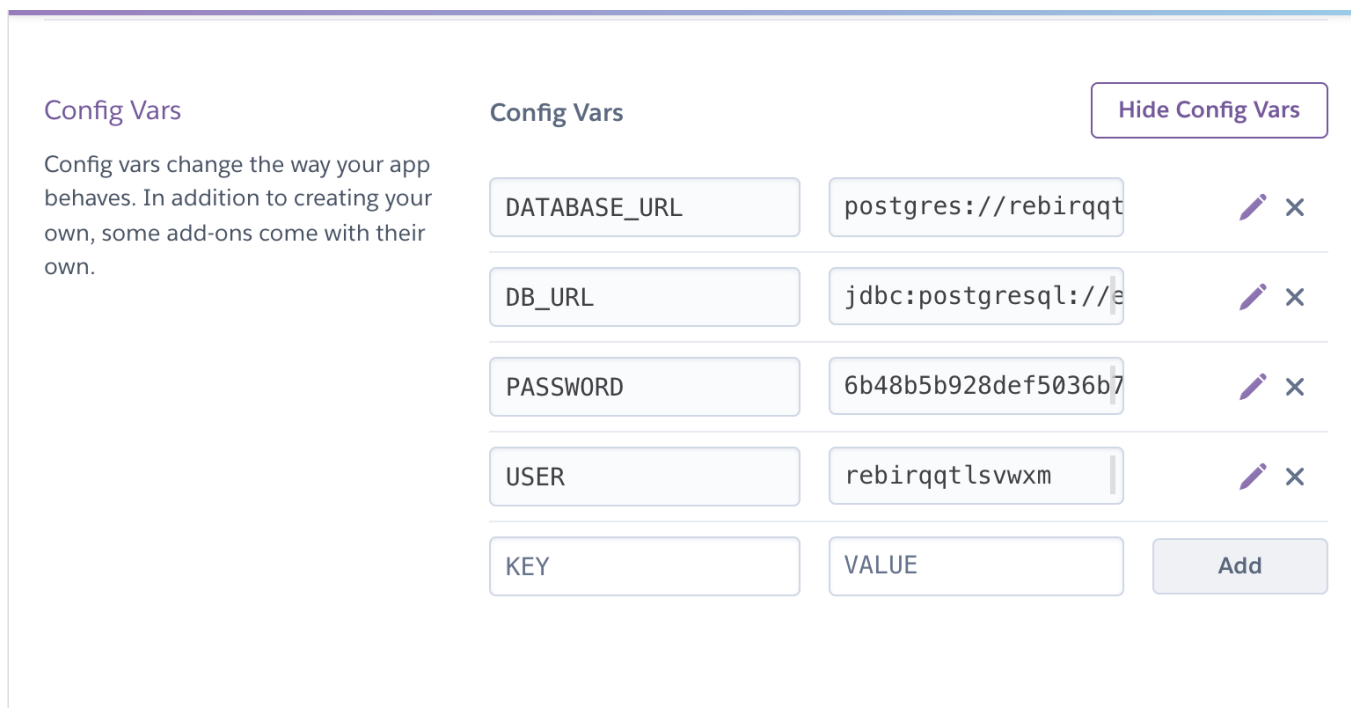 Config Vars
Config vars change the way your app
behaves. In addition to creating your
own, some add-ons come with their
own.
Config Vars
Hide Config Vars
DATABASE_URL
postgres://rebirqqt
DB_URL
jdbc:postgresql://e
PASSWORD
6b48b5b928def5036b7
USER
rebirqqtlsvwxm
KEY
VALUE
Add